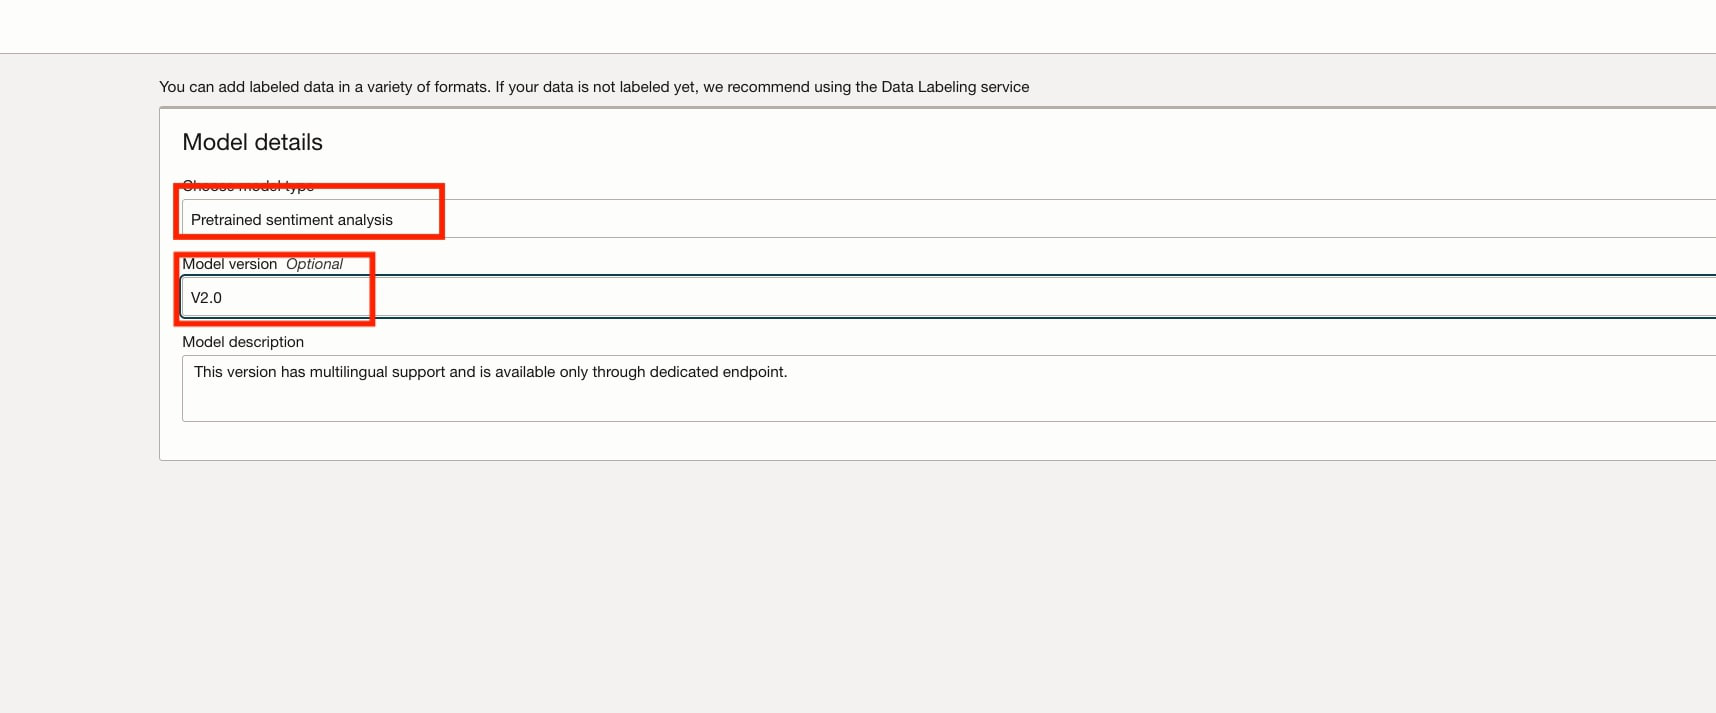 You can add labeled data in a variety of formats. If your data is not labeled yet, we recommend using the Data Labeling service
Model details
Choose model type
Pretrained sentiment analysis
Model version Optional
V2.0
Model description
This version has multilingual support and is available only through dedicated endpoint.